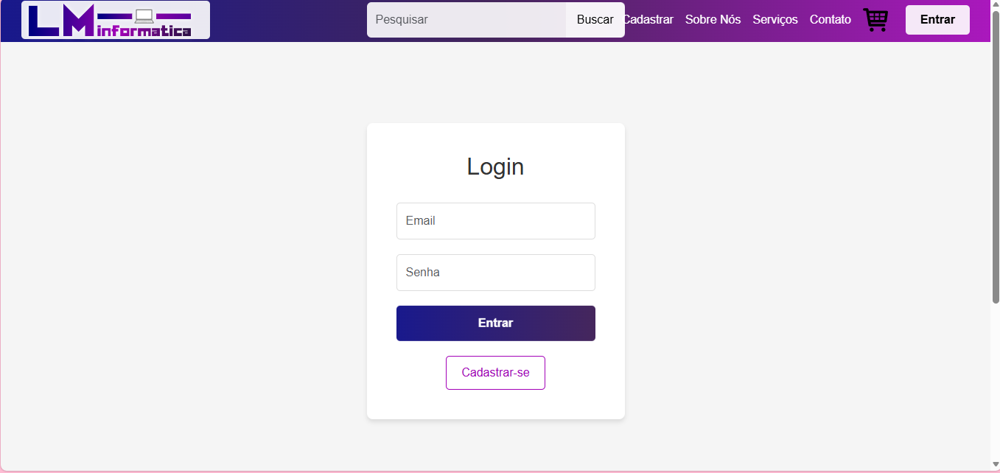 LM informatica
Pesquisar Buscar Cadastrar Sobre Nós Serviços Contato Entrar
Login
Email
Senha
Entrar
Cadastrar-se